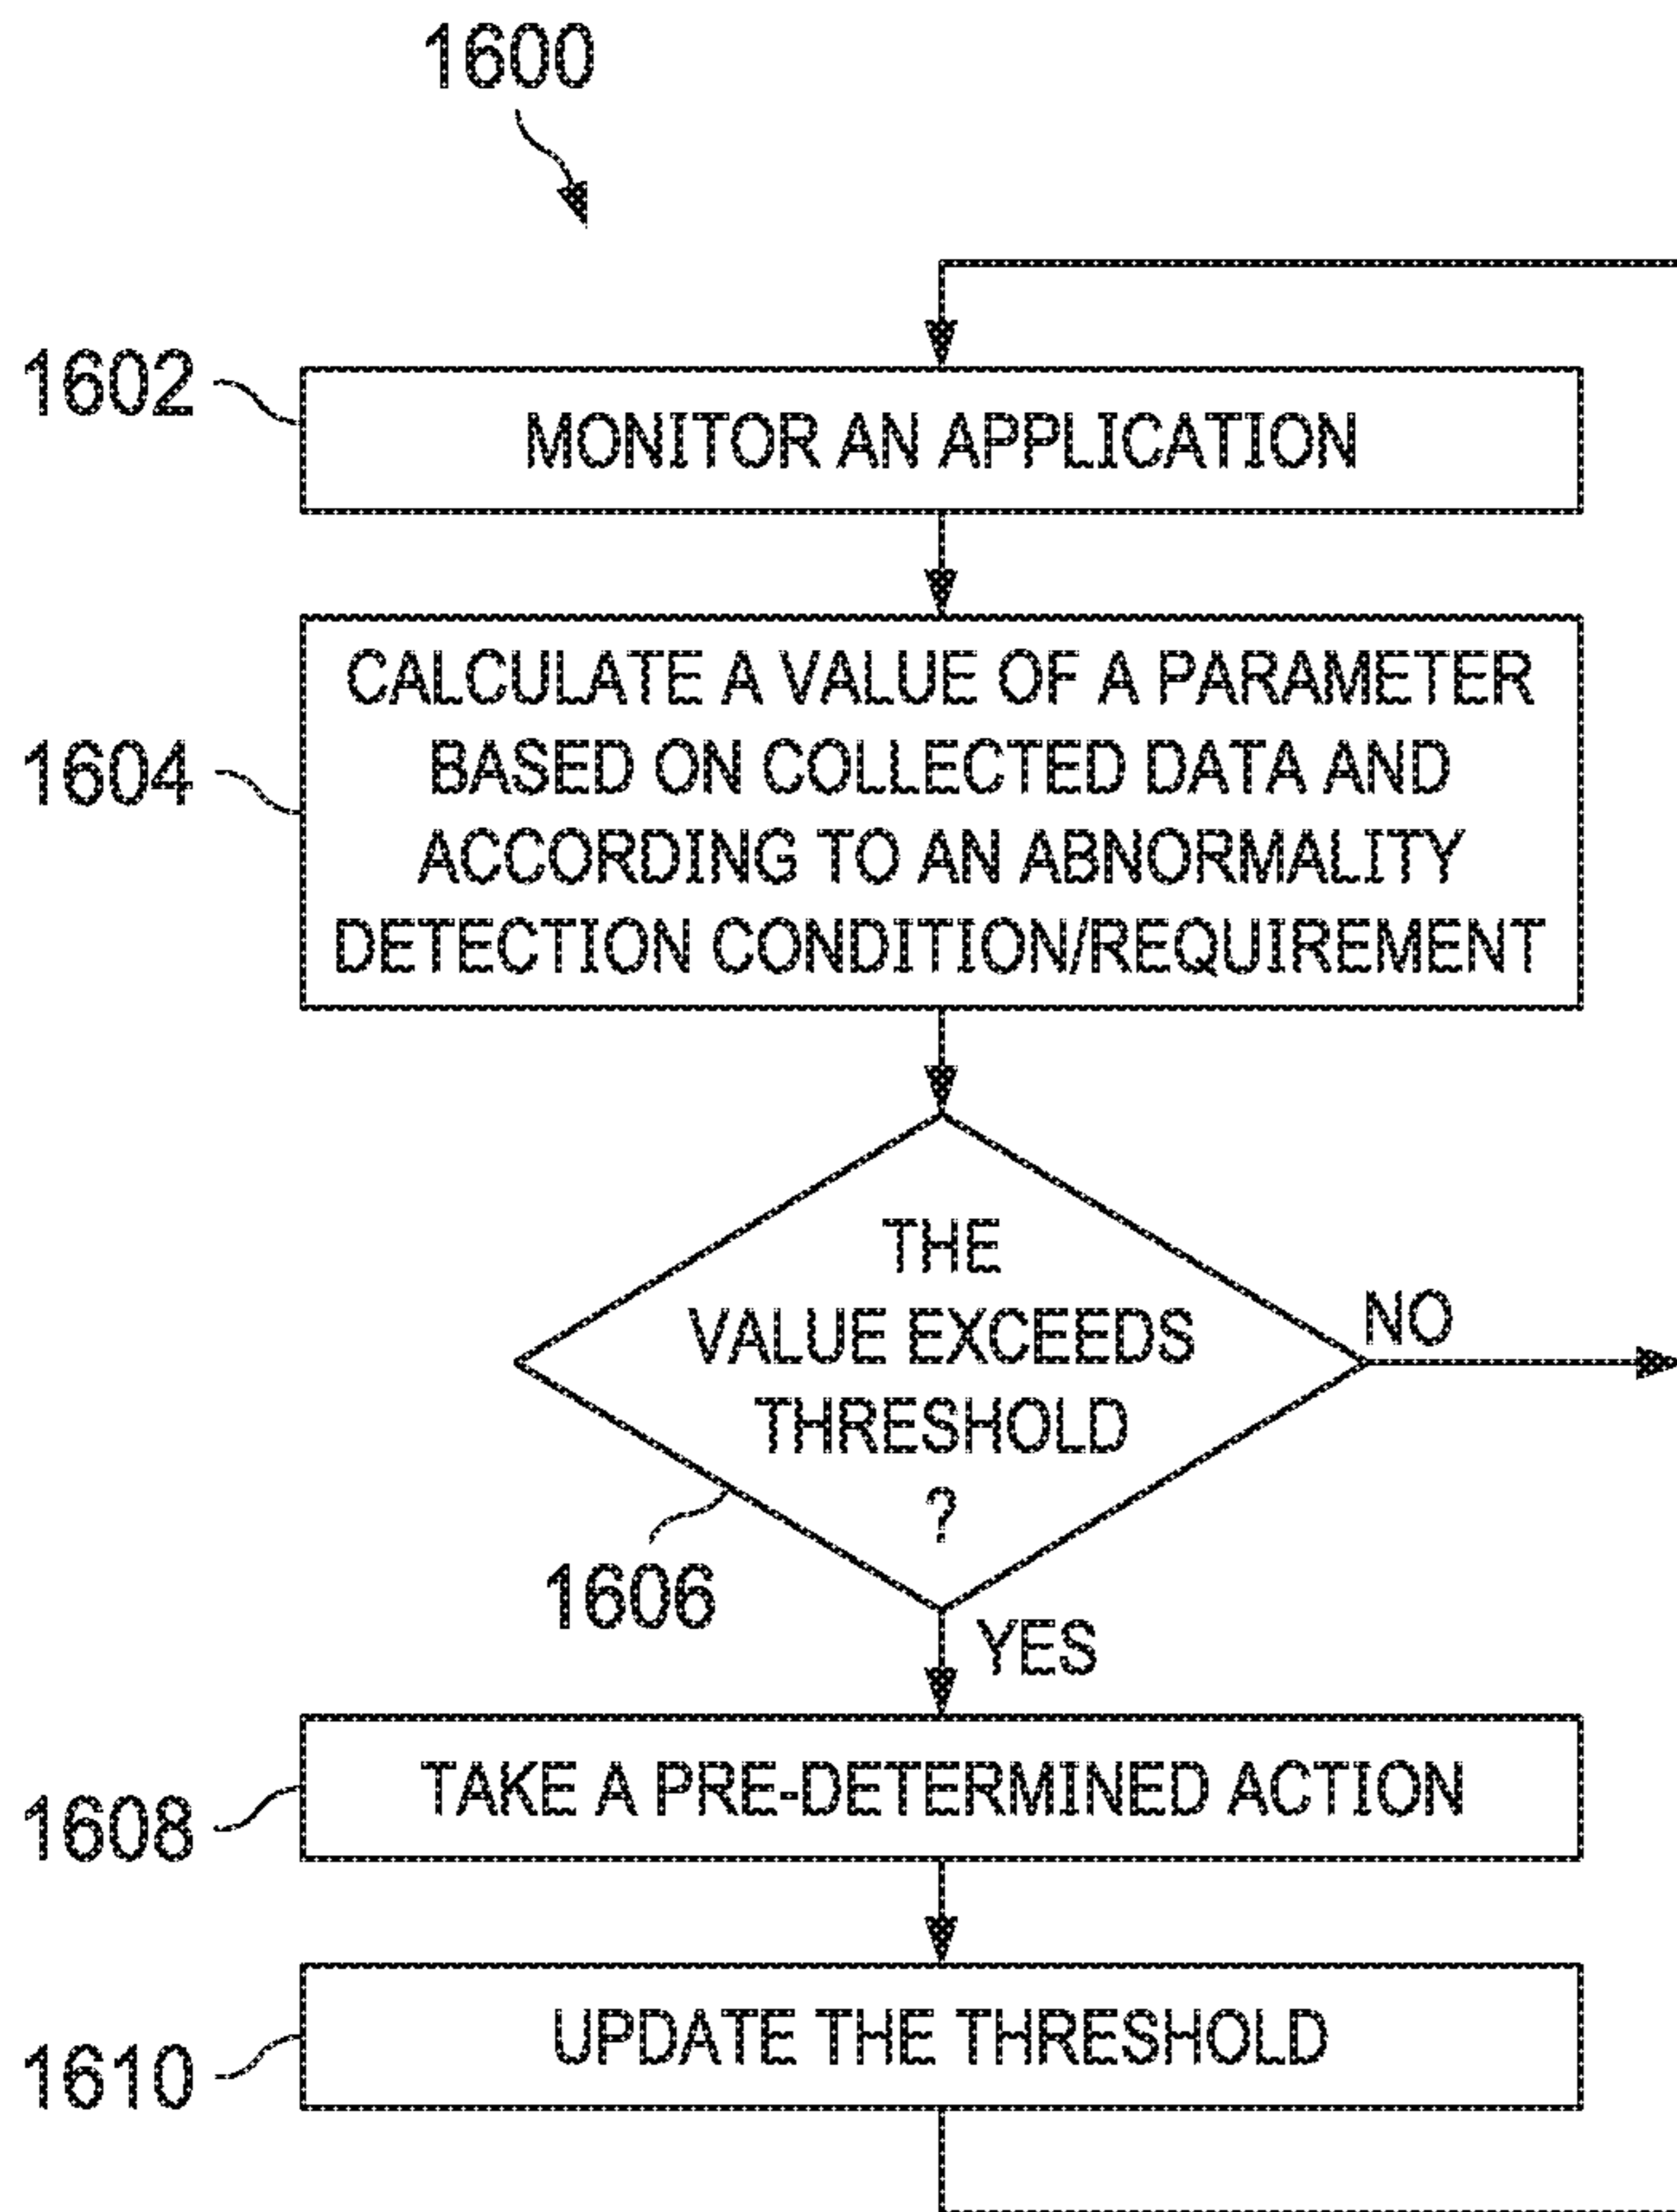 1600
1602
MONITOR AN APPLICATION
1604
CALCULATE A VALUE OF A PARAMETER
BASED ON COLLECTED DATA AND
ACCORDING TO AN ABNORMALITY
DETECTION CONDITION/REQUIREMENT
THE
VALUE EXCEEDS
THRESHOLD
?
NO
1606
YES
1608
TAKE A PRE-DETERMINED ACTION
1610
UPDATE THE THRESHOLD